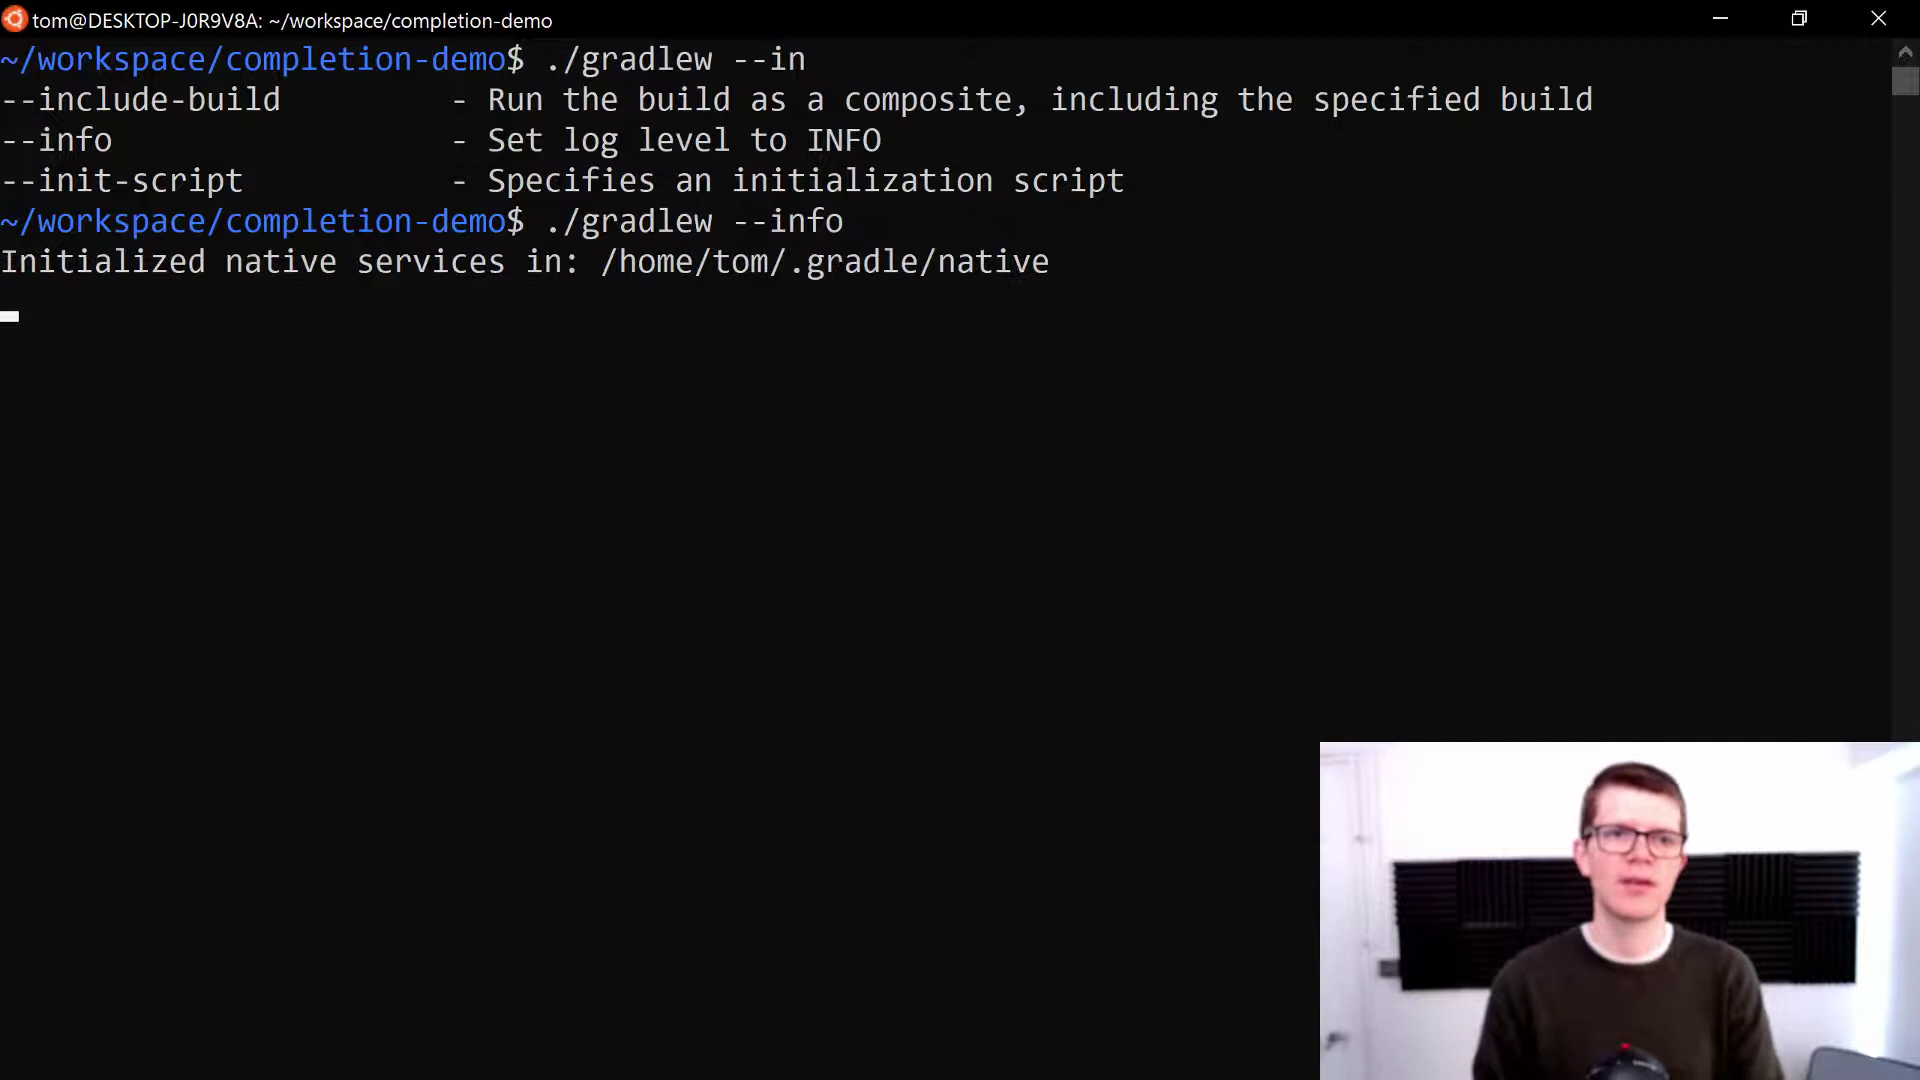 tom@DESKTOP-J0R9V8A: ~/workspace/completion-demo
~/workspace/completion-demo$ ./gradlew --in
--include-build - Run the build as a composite, including the specified build
--info - Set log level to INFO
--init-script - Specifies an initialization script
~/workspace/completion-demo$ ./gradlew --info
Initialized native services in: /home/tom/.gradle/native